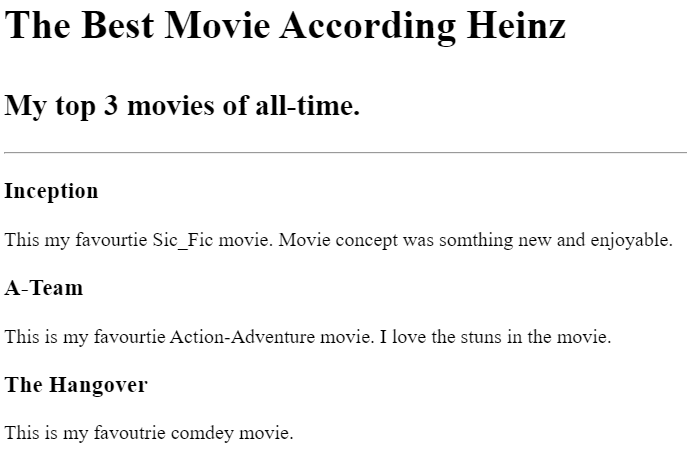 The Best Movie According Heinz
My top 3 movies of all-time.
Inception
This my favourtie Sic_Fic movie. Movie concept was somthing new and enjoyable.
A-Team
This is my favourtie Action-Adventure movie. I love the stuns in the movie.
The Hangover
This is my favoutrie comdey movie.